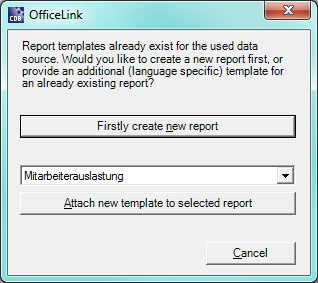 CDB OfficeLink
Report templates already exist for the used data
source. Would you like to create a new report first, or
provide an additional (language specific) template for
an already existing report?
Firstly create new report
Mitarbeiterauslastung
Attach new template to selected report
Cancel